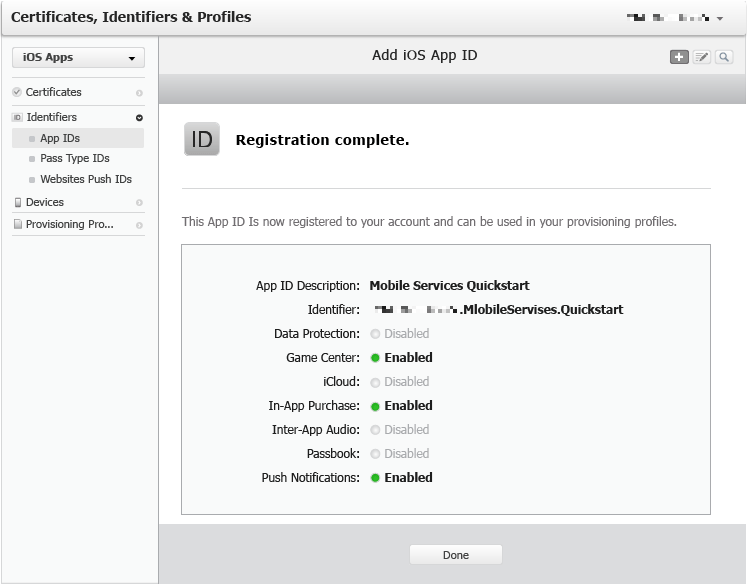 Certificates, Identifiers & Profiles
iOS Apps
Add iOS App ID
Certificates
ID Identifiers
App IDs
Pass Type IDs
Websites Push IDs
Devices
Provisioning Pro...
ID Registration complete.
This App ID Is now registered to your account and can be used in your provisioning profiles.
App ID Description: Mobile Services Quickstart
Identifier: .MlobileServises.Quickstart
Data Protection: Disabled
Game Center: Enabled
iCloud: Disabled
In-App Purchase: Enabled
Inter-App Audio: Disabled
Passbook: Disabled
Push Notifications: Enabled
Done